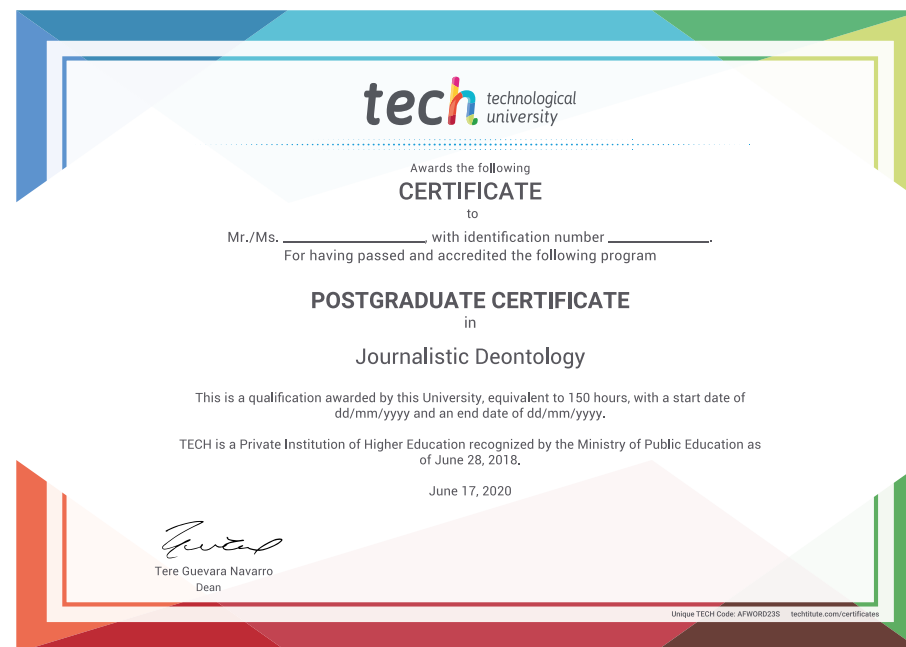 tech technological
university
Awards the following
CERTIFICATE
to
Mr./Ms. ____________________, with identification number ______________.
For having passed and accredited the following program
POSTGRADUATE CERTIFICATE
in
Journalistic Deontology
This is a qualification awarded by this University, equivalent to 150 hours, with a start date of
dd/mm/yyyy and an end date of dd/mm/yyyy.
TECH is a Private Institution of Higher Education recognized by the Ministry of Public Education as
of June 28, 2018.
June 17, 2020
Tere Guevara Navarro
Dean
Unique TECH Code: AFWORD23S techtitute.com/certificates